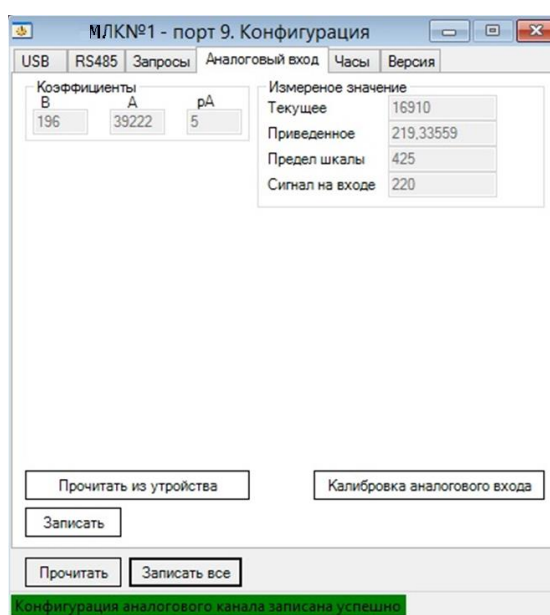 МЛК№1 - порт 9. Конфигурация
USB RS485 Запросы Аналоговый вход Часы Версия
Коэффициенты
B A pA
196 39222 5
Измереное значение
Текущее 16910
Приведенное 219,33559
Предел шкалы 425
Сигнал на входе 220
Прочитать из утройства
Калибровка аналогового входа
Записать
Прочитать Записать все
Конфигурация аналогового канала записана успешно